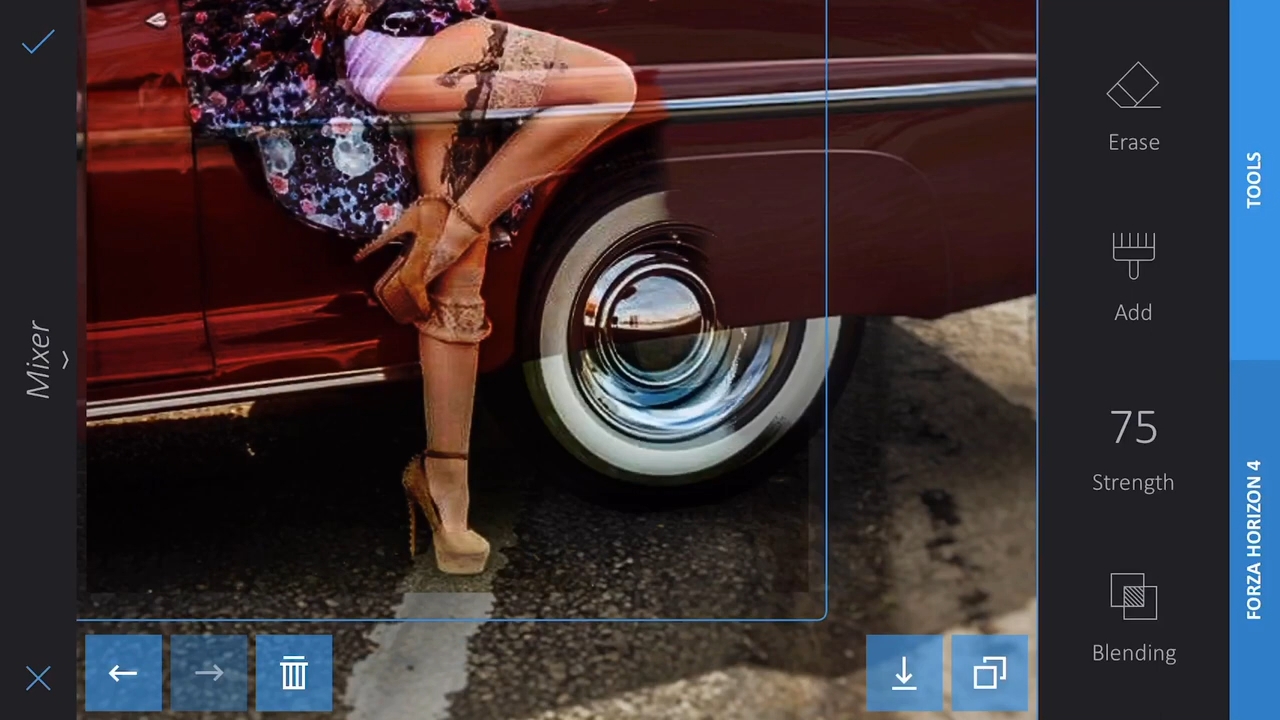 Mixer
Erase
Add
75
Strength
Blending
TOOLS
FORZA HORIZON 4